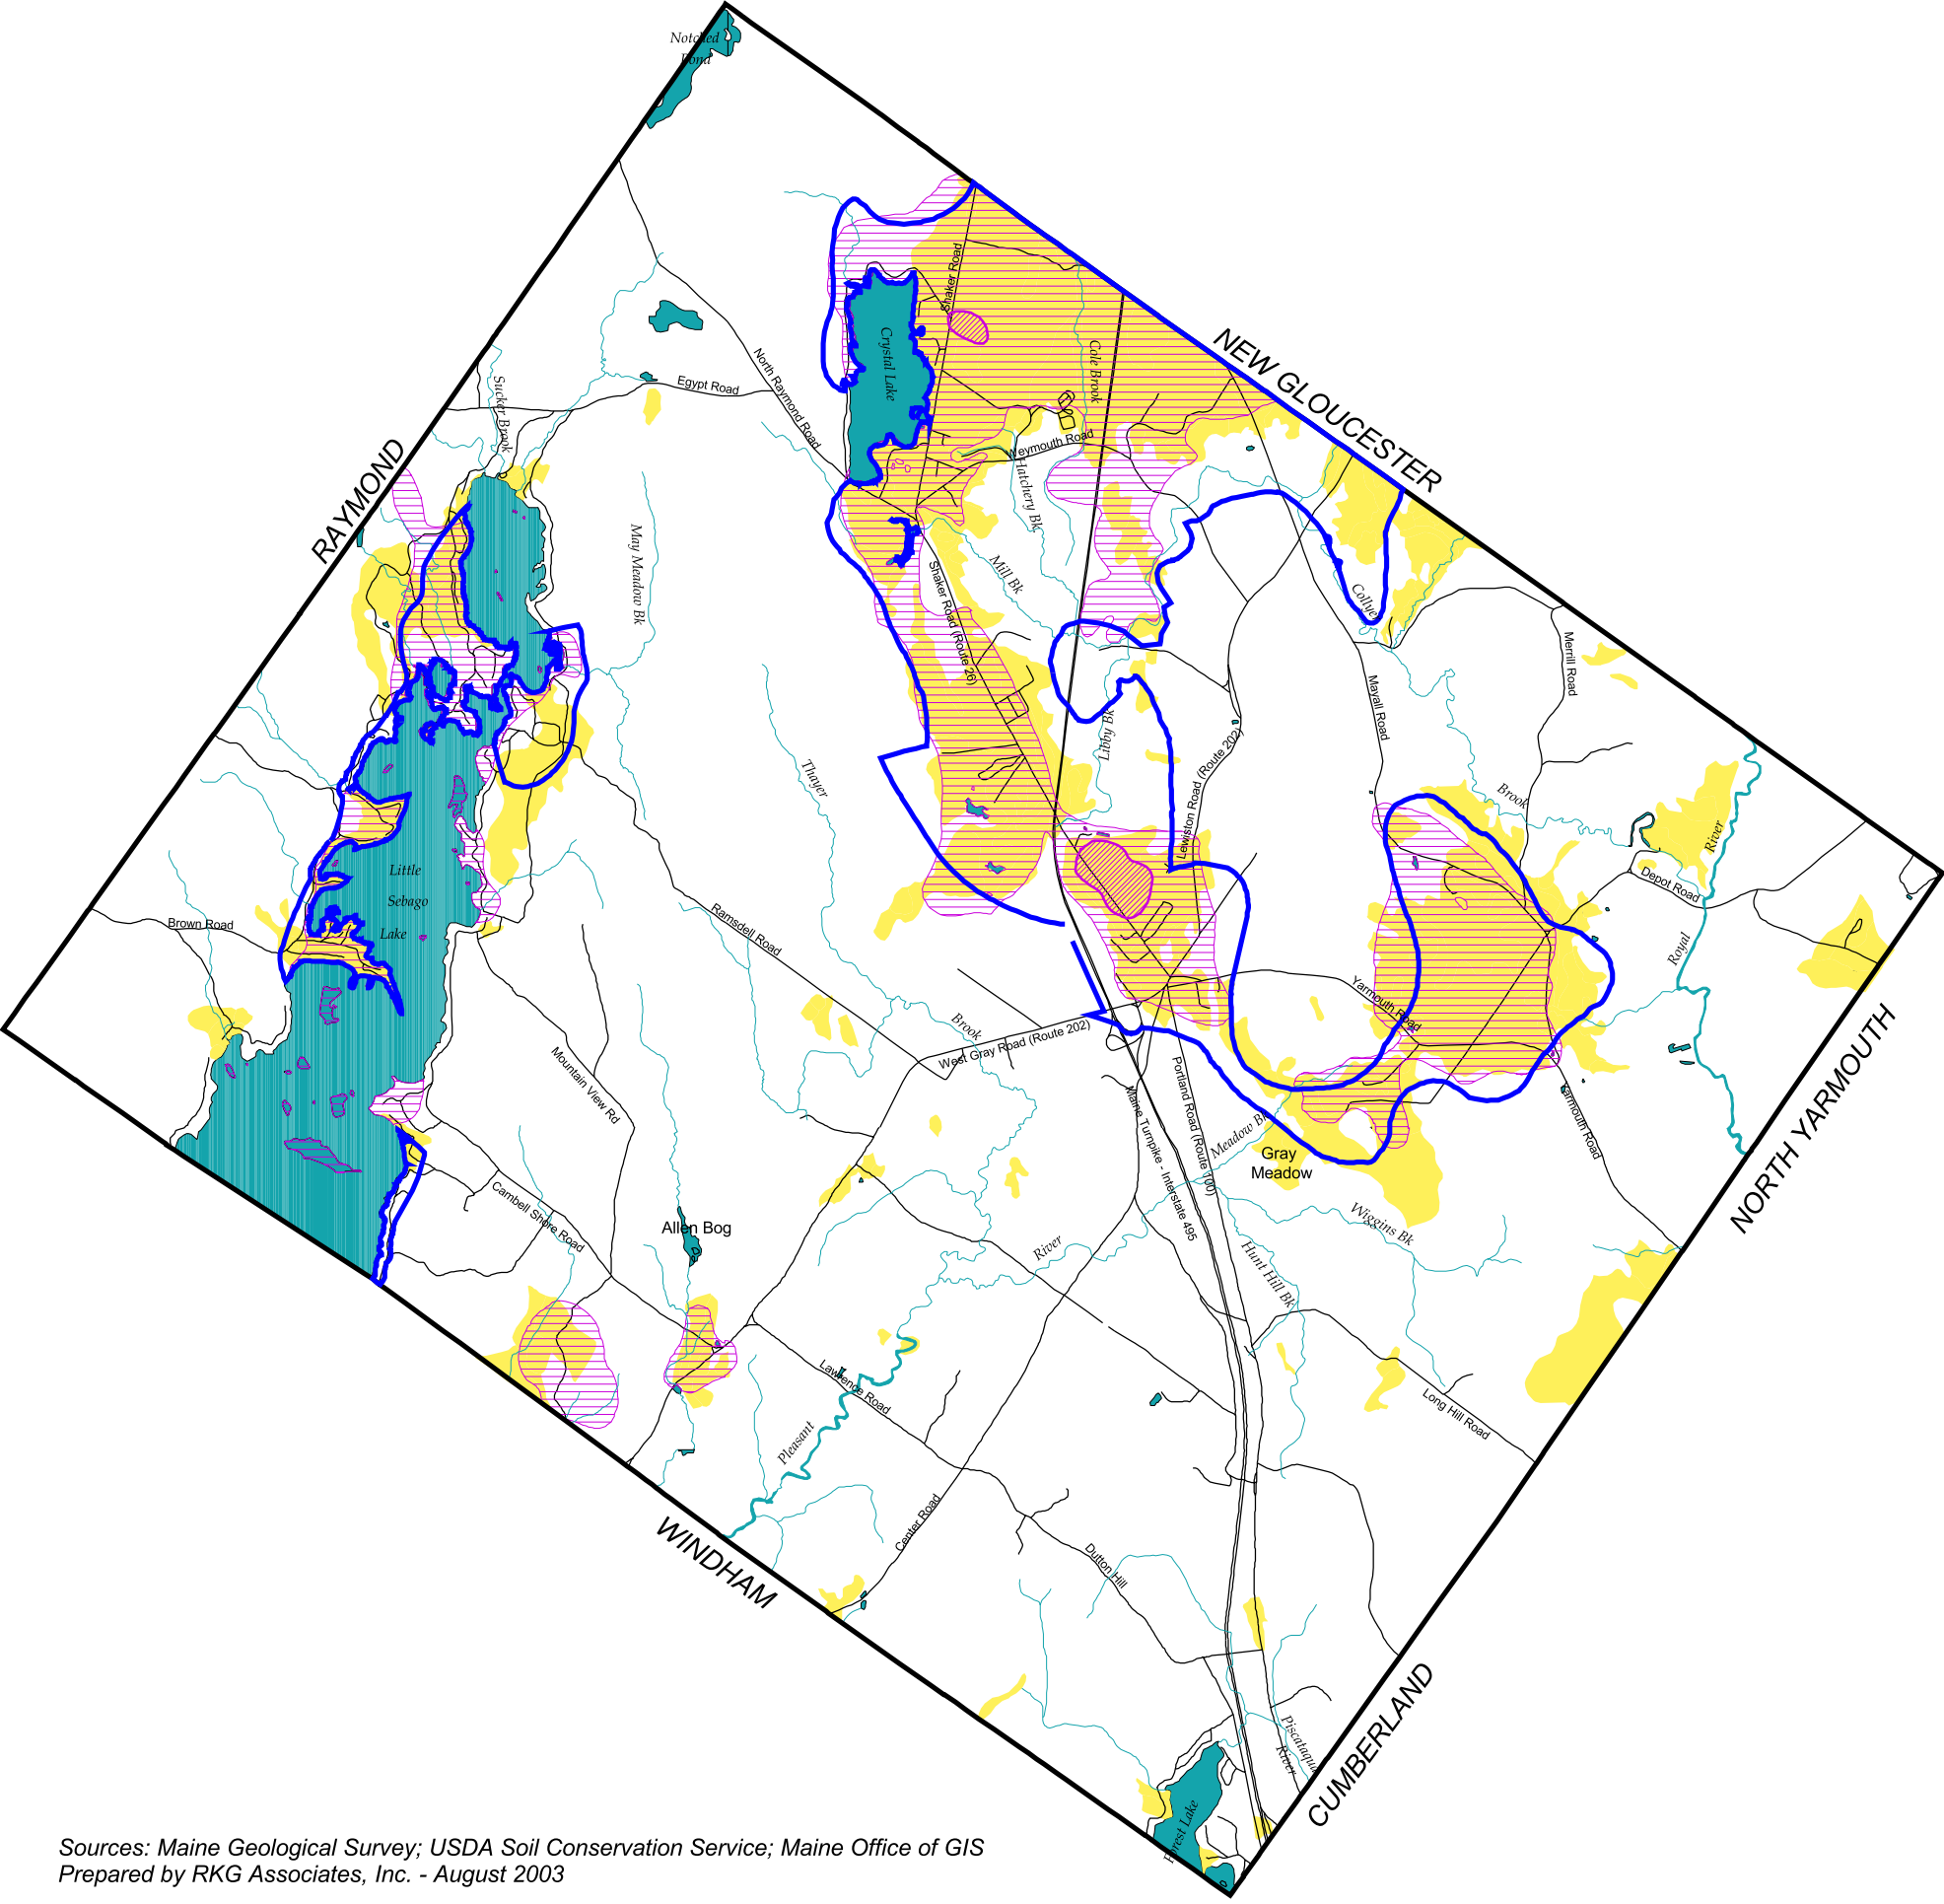 Notched
Pond
Shaker Road
Crystal Lake
Cole Brook
NEW GLOUCESTER
North Raymond Road
Egypt Road
Sucker Brook
RAYMOND
Weymouth Road
Hatchery Bk
May Meadow Bk
Mill Bk
Shaker Road (Route 26)
Collyer
Merrill Road
Mayall Road
Libby Bk
Lewiston Road (Route 202)
Thayer
Brook
River
Little
Sebago
Lake
Depot Road
Brown Road
Ramsdell Road
Royal
Yarmouth Road
Brook
West Gray Road (Route 202)
Mountain View Rd
Maine Turnpike - Interstate 495
Portland Road (Route 100)
Meadow Bk
Gray
Meadow
Yarmouth Road
NORTH YARMOUTH
Cambell Shore Road
Allen Bog
River
Wiggins Bk
Hunt Hill Bk
Lawrence Road
Long Hill Road
Pleasant
Center Road
WINDHAM
Dutton Hill
Piscataqua
River
CUMBERLAND
Forest Lake
Sources: Maine Geological Survey; USDA Soil Conservation Service; Maine Office of GIS
Prepared by RKG Associates, Inc. - August 2003